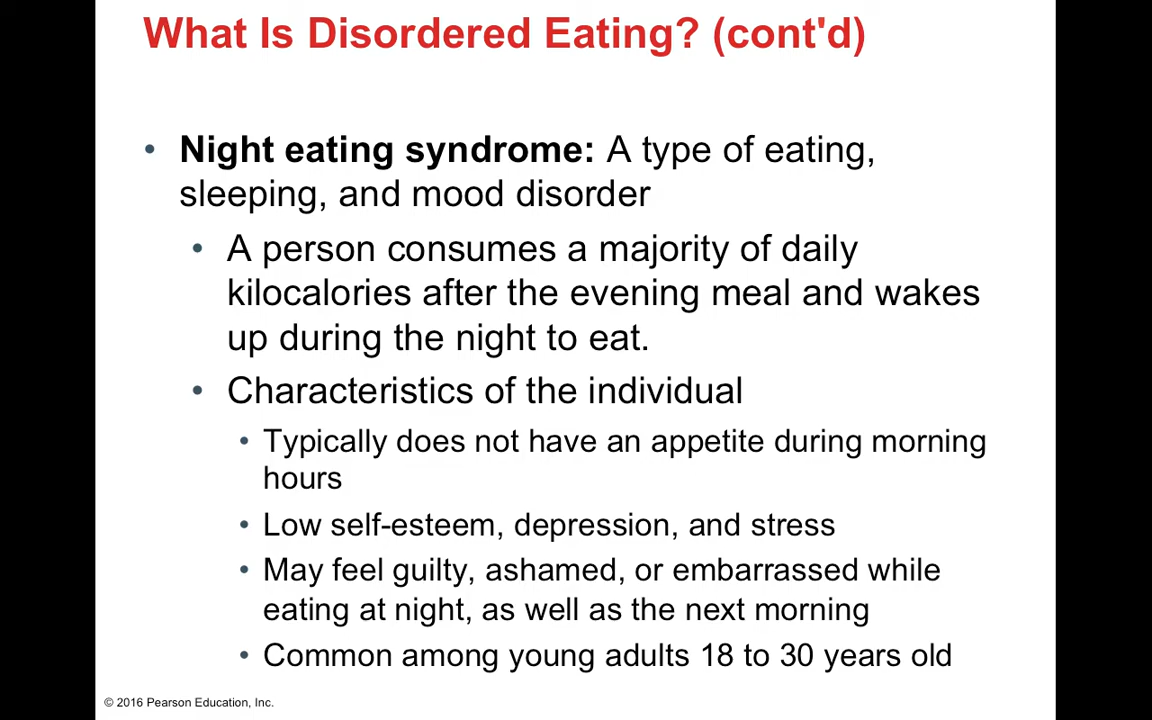 What Is Disordered Eating? (cont'd)
• Night eating syndrome: A type of eating,
sleeping, and mood disorder
• A person consumes a majority of daily
kilocalories after the evening meal and wakes
up during the night to eat.
• Characteristics of the individual
• Typically does not have an appetite during morning
hours
• Low self-esteem, depression, and stress
• May feel guilty, ashamed, or embarrassed while
eating at night, as well as the next morning
• Common among young adults 18 to 30 years old
© 2016 Pearson Education, Inc.